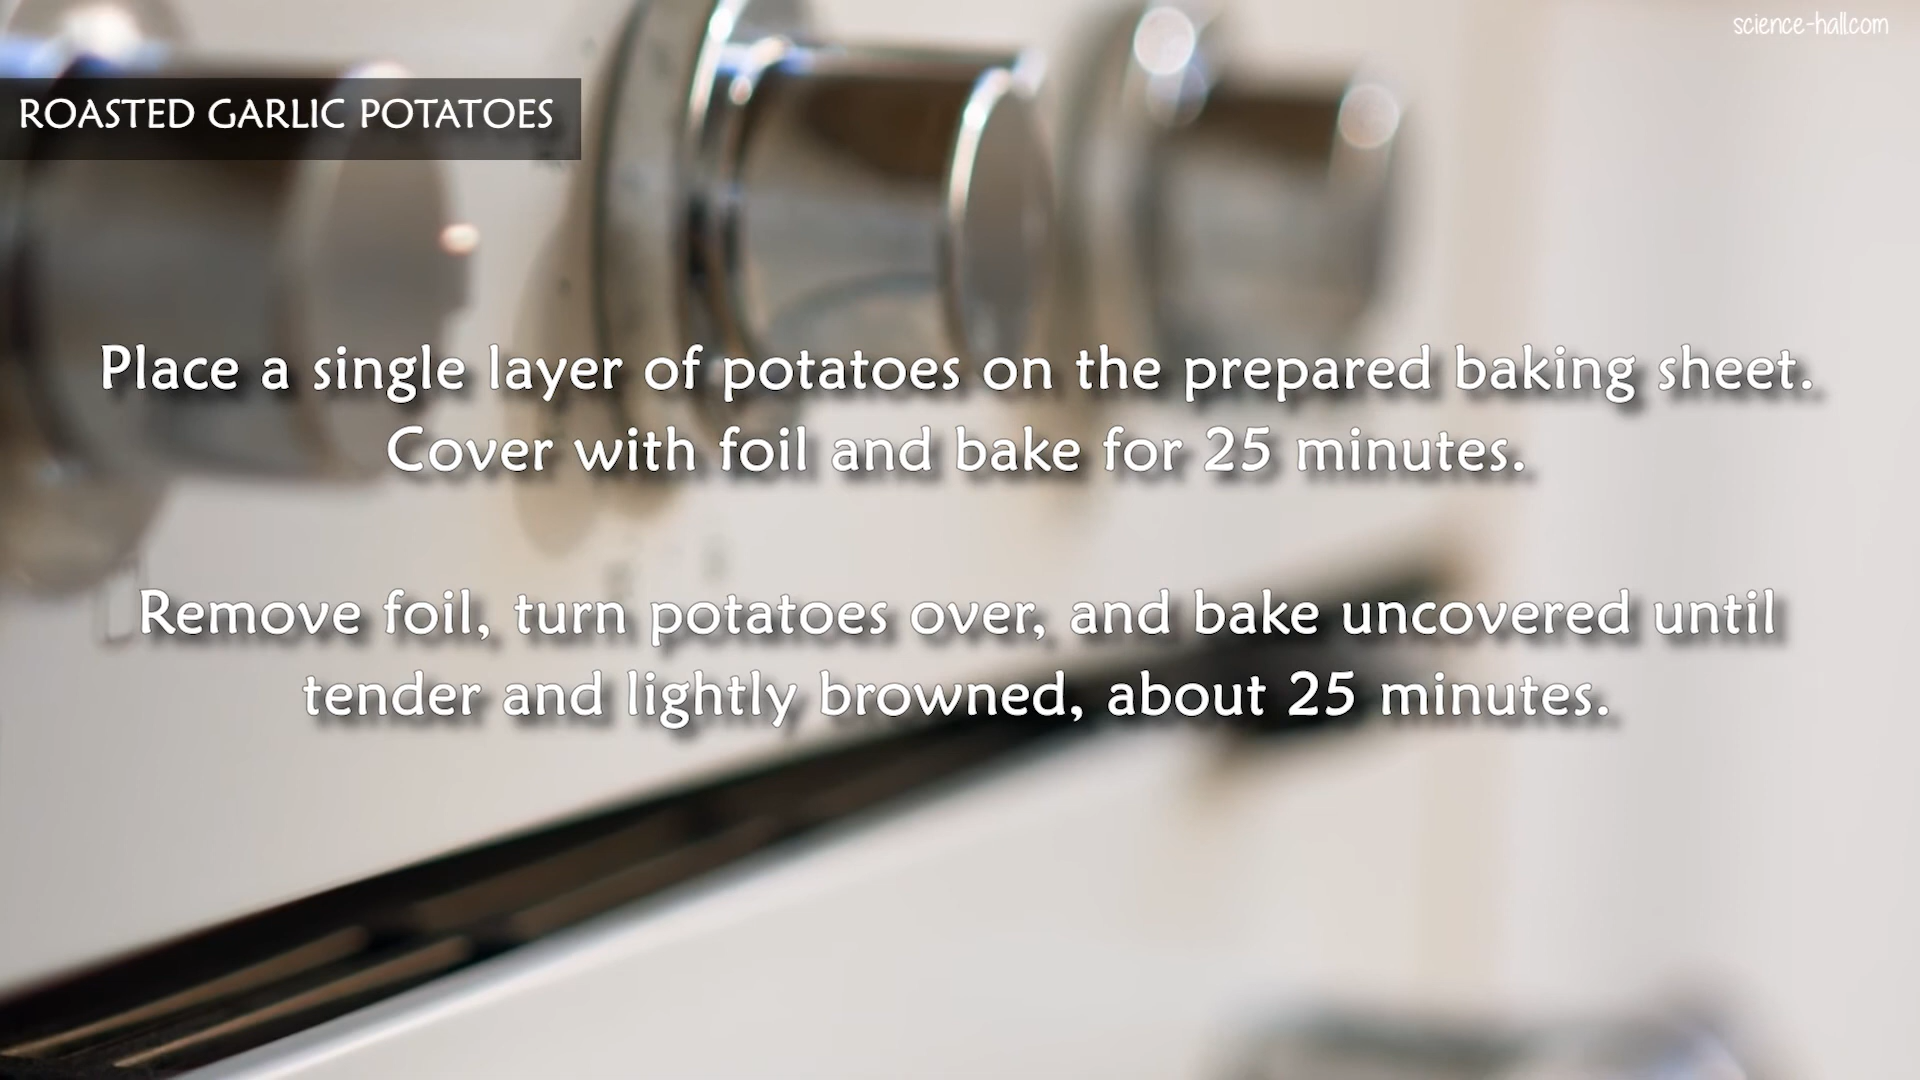 science-hall.com
ROASTED GARLIC POTATOES
Place a single layer of potatoes on the prepared baking sheet.
Cover with foil and bake for 25 minutes.
Remove foil, turn potatoes over, and bake uncovered until
tender and lightly browned, about 25 minutes.